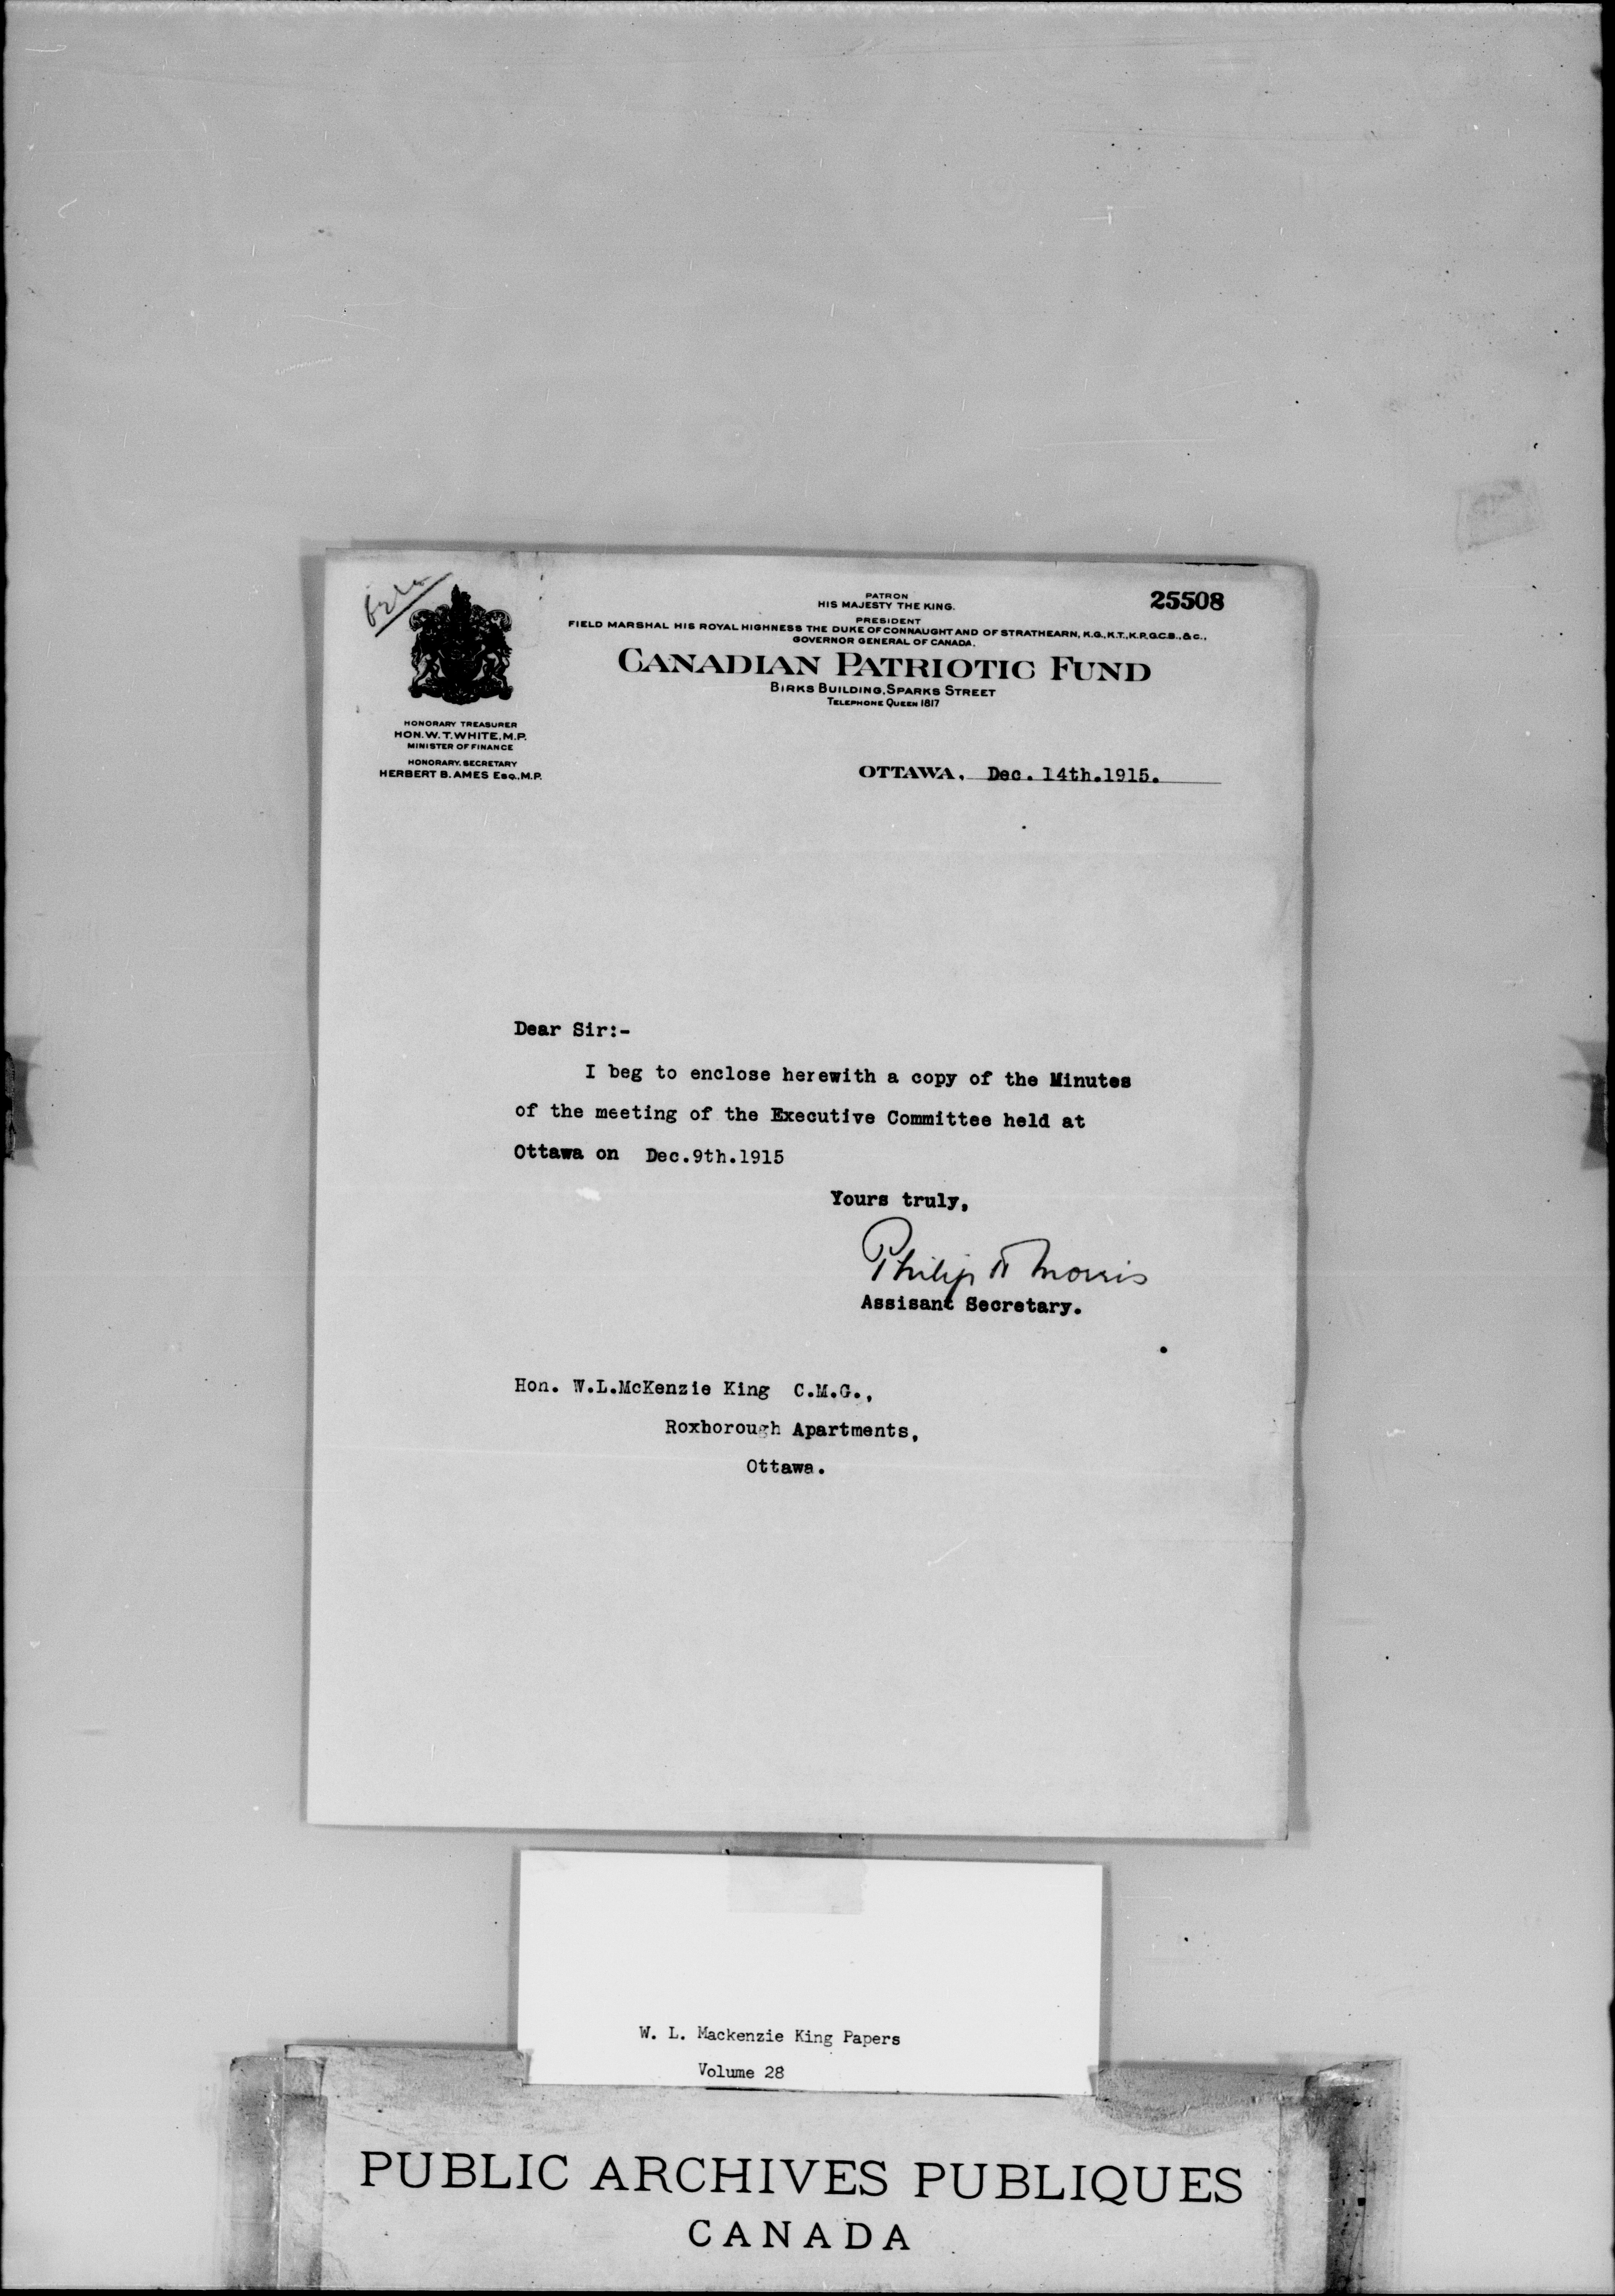 PATRON
HIS MAJESTY THE KING.
25508
PRESIDENT
FIELD MARSHAL HIS ROYAL HIGHNESS THE DUKE OF CONNAUGHT AND OF STRATHEARN, K.G., K.T., K.P.G.C.B., &C.,
GOVERNOR GENERAL OF CANADA.
CANADIAN PATRIOTIC FUND
BIRKS BUILDING, SPARKS STREET
TELEPHONE QUEEN 1817
HONORARY TREASURER
HON. W. T. WHITE, M.P.
MINISTER OF FINANCE
HONORARY. SECRETARY
HERBERT B. AMES ESQ., M.P.
OTTAWA, Dec. 14th.1915.
Dear Sir:-
I beg to enclose herewith a copy of the Minutes
of the meeting of the Executive Committee held at
Ottawa on Dec.9th.1915
Yours truly,
Philip H Morris
Assisant Secretary.
Hon. W.L.McKenzie King C.M.G.,
Roxborough Apartments,
Ottawa.
W. L. Mackenzie King Papers
Volume 28
PUBLIC ARCHIVES PUBLIQUES
CANADA